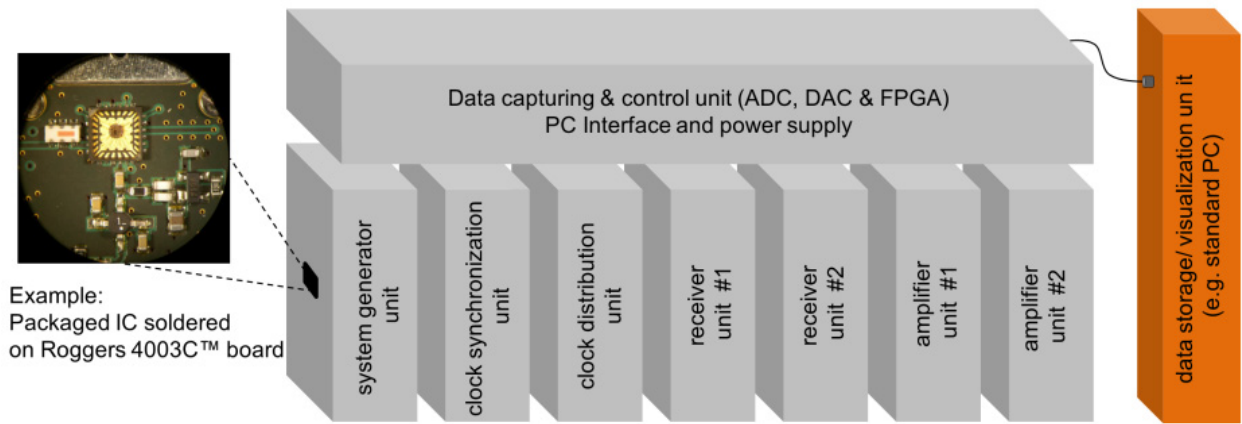 Data capturing & control unit (ADC, DAC & FPGA)
PC Interface and power supply
Example:
Packaged IC soldered
on Roggers 4003C™ board
system generator
unit
clock synchronization
unit
clock distribution
unit
receiver
unit #1
receiver
unit #2
amplifier
unit #1
amplifier
unit #2
data storage/ visualization un it
(e.g. standard PC)